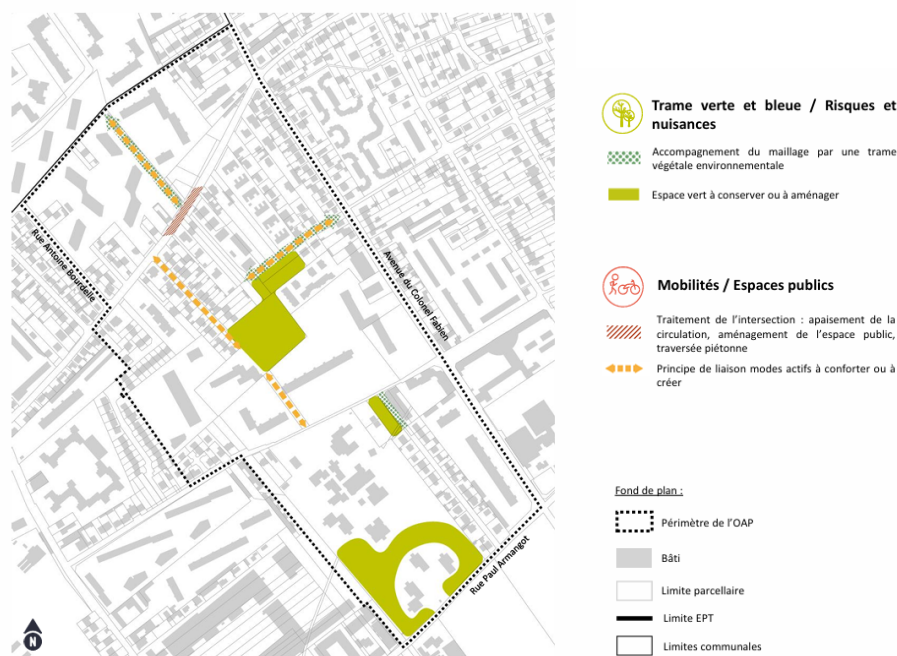 Rue Antoine Bourdelle
Avenue du Colonel Fabien
Rue Paul Armangot
N
Trame verte et bleue / Risques et
nuisances
Accompagnement du maillage par une trame
végétale environnementale
Espace vert à conserver ou à aménager
Mobilités / Espaces publics
Traitement de l'intersection : apaisement de la
circulation, aménagement de l'espace public,
traversée piétonne
Principe de liaison modes actifs à conforter ou à
créer
Fond de plan :
Périmètre de l'OAP
Bâti
Limite parcellaire
Limite EPT
Limites communales